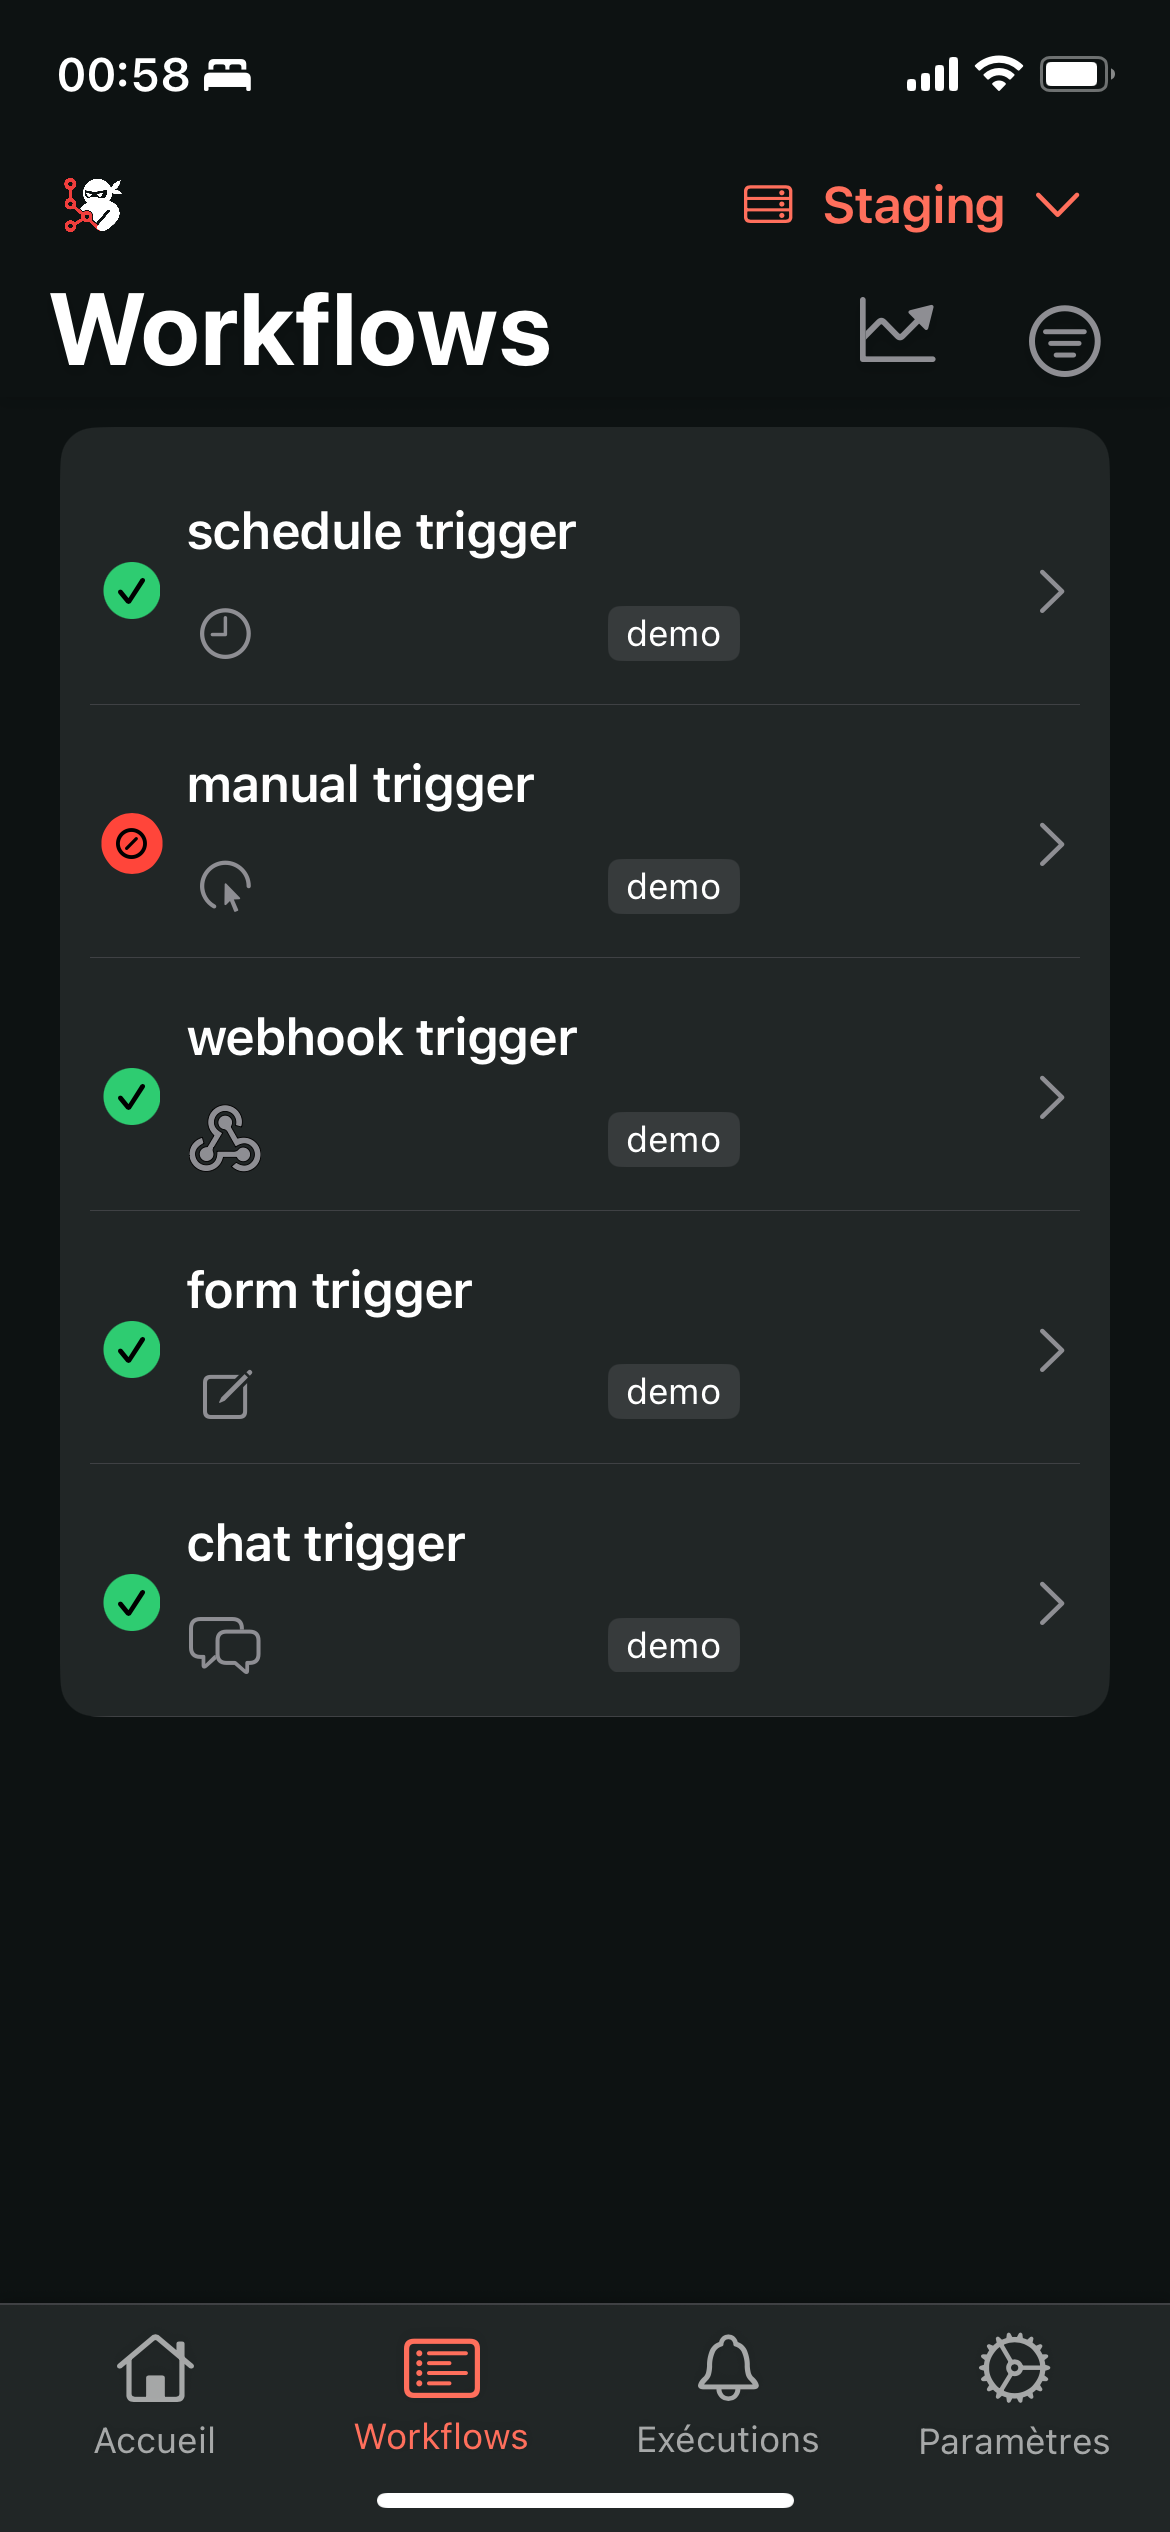 00:58
Staging
Workflows
schedule trigger
demo
manual trigger
demo
webhook trigger
demo
form trigger
demo
chat trigger
demo
Accueil
Workflows
Exécutions
Paramètres